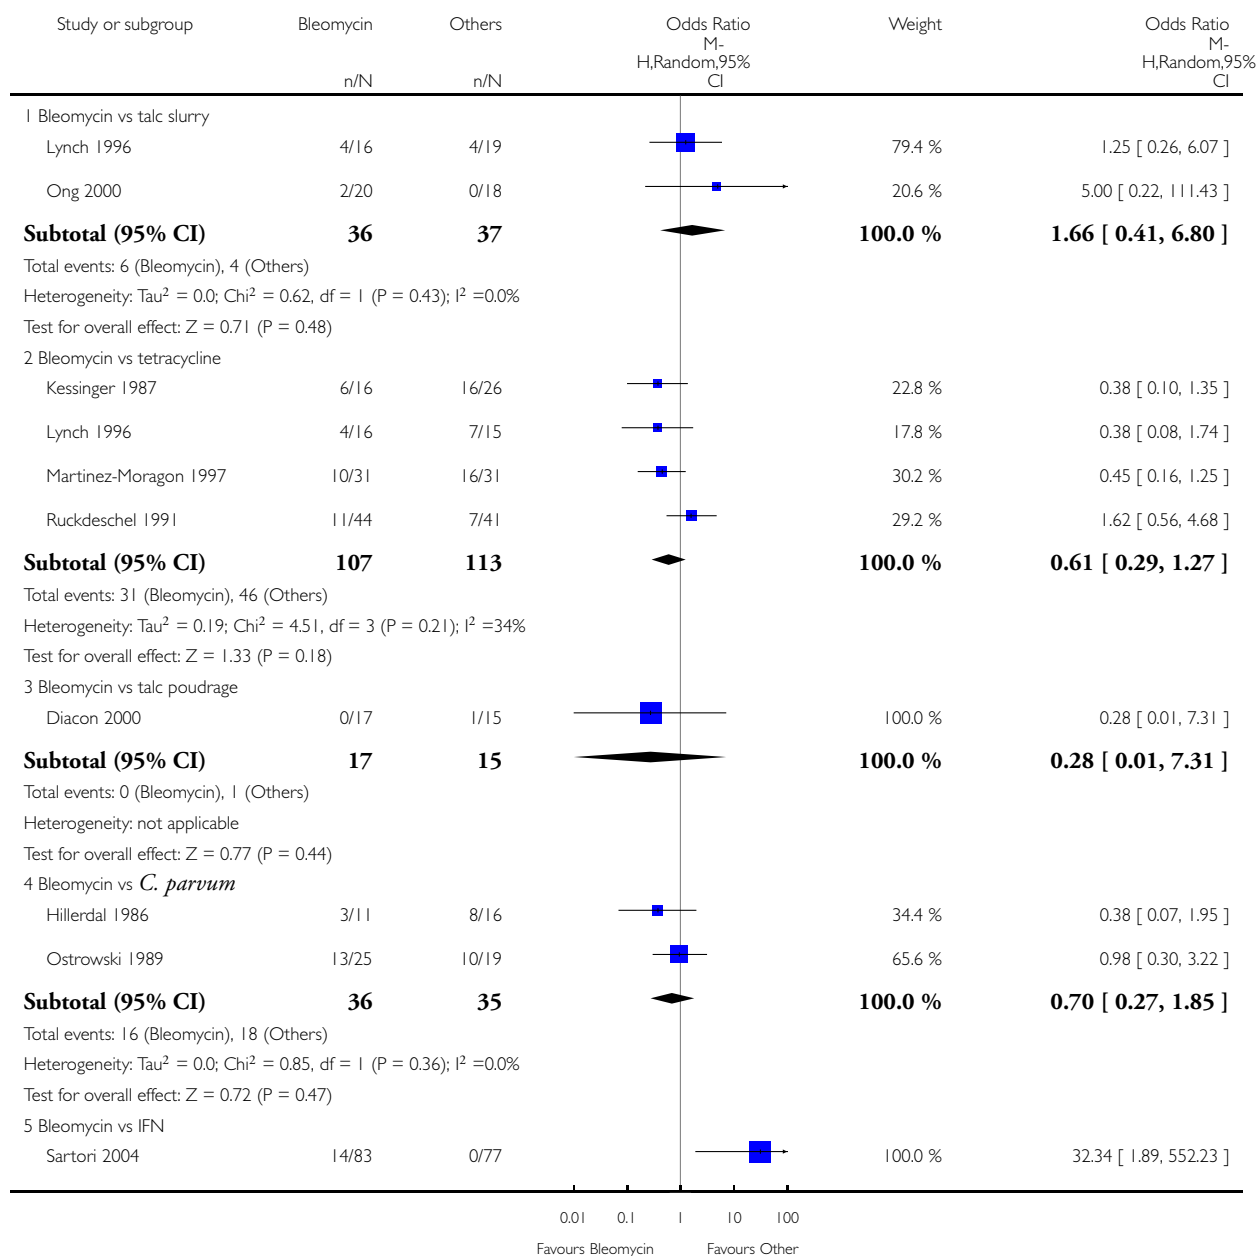 Study or subgroup Bleomycin Others Odds Ratio Weight Odds Ratio
M- M-
H,Random,95% H,Random,95%
n/N n/N CI CI
1 Bleomycin vs talc slurry
Lynch 1996 4/16 4/19 79.4 % 1.25 [ 0.26, 6.07 ]
Ong 2000 2/20 0/18 20.6 % 5.00 [ 0.22, 111.43 ]
Subtotal (95% CI) 36 37 100.0 % 1.66 [ 0.41, 6.80 ]
Total events: 6 (Bleomycin), 4 (Others)
Heterogeneity: Tau² = 0.0; Chi² = 0.62, df = 1 (P = 0.43); I² =0.0%
Test for overall effect: Z = 0.71 (P = 0.48)
2 Bleomycin vs tetracycline
Kessinger 1987 6/16 16/26 22.8 % 0.38 [ 0.10, 1.35 ]
Lynch 1996 4/16 7/15 17.8 % 0.38 [ 0.08, 1.74 ]
Martinez-Moragon 1997 10/31 16/31 30.2 % 0.45 [ 0.16, 1.25 ]
Ruckdeschel 1991 11/44 7/41 29.2 % 1.62 [ 0.56, 4.68 ]
Subtotal (95% CI) 107 113 100.0 % 0.61 [ 0.29, 1.27 ]
Total events: 31 (Bleomycin), 46 (Others)
Heterogeneity: Tau² = 0.19; Chi² = 4.51, df = 3 (P = 0.21); I² =34%
Test for overall effect: Z = 1.33 (P = 0.18)
3 Bleomycin vs talc poudrage
Diacon 2000 0/17 1/15 100.0 % 0.28 [ 0.01, 7.31 ]
Subtotal (95% CI) 17 15 100.0 % 0.28 [ 0.01, 7.31 ]
Total events: 0 (Bleomycin), 1 (Others)
Heterogeneity: not applicable
Test for overall effect: Z = 0.77 (P = 0.44)
4 Bleomycin vs C. parvum
Hillerdal 1986 3/11 8/16 34.4 % 0.38 [ 0.07, 1.95 ]
Ostrowski 1989 13/25 10/19 65.6 % 0.98 [ 0.30, 3.22 ]
Subtotal (95% CI) 36 35 100.0 % 0.70 [ 0.27, 1.85 ]
Total events: 16 (Bleomycin), 18 (Others)
Heterogeneity: Tau² = 0.0; Chi² = 0.85, df = 1 (P = 0.36); I² =0.0%
Test for overall effect: Z = 0.72 (P = 0.47)
5 Bleomycin vs IFN
Sartori 2004 14/83 0/77 100.0 % 32.34 [ 1.89, 552.23 ]
0.01 0.1 1 10 100
Favours Bleomycin Favours Other